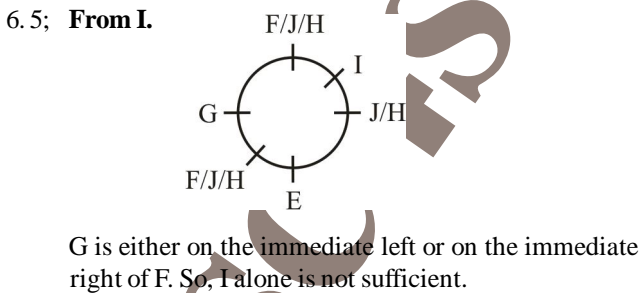 6. 5; From I.
F/J/H
I
G
J/H
F/J/H
E
G is either on the immediate left or on the immediate
right of F. So, I alone is not sufficient.